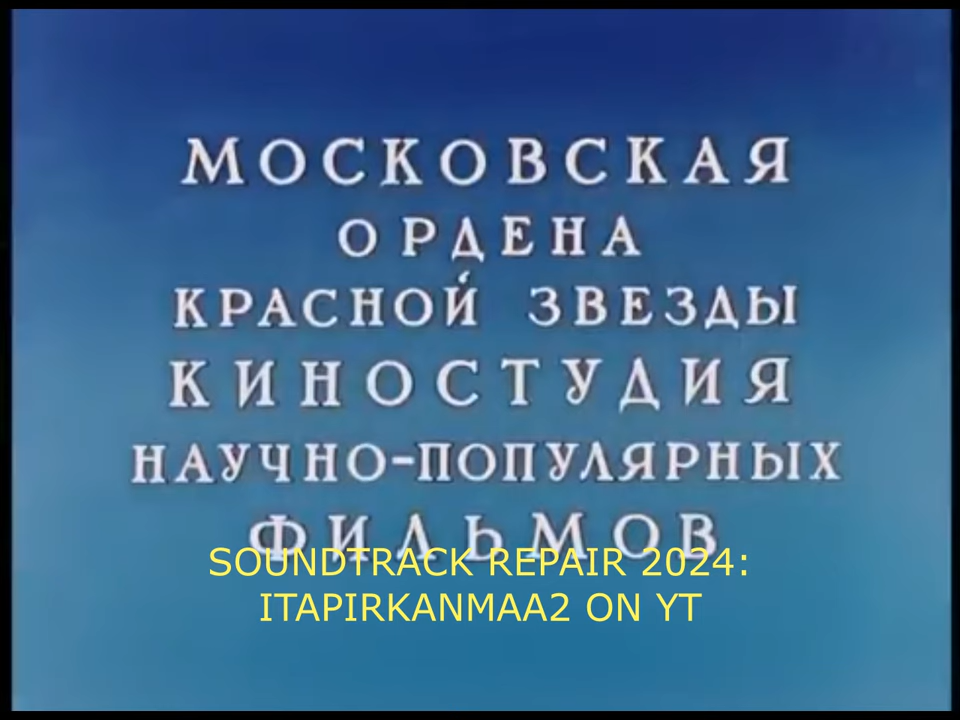 МОСКОВСКАЯ
ОРДЕНА
КРАСНОЙ ЗВЕЗДЫ
КИНОСТУДИЯ
НАУЧНО-ПОПУЛЯРНЫХ
ФИЛЬМОВ
SOUNDTRACK REPAIR 2024:
ITAPIRKANMAA2 ON YT